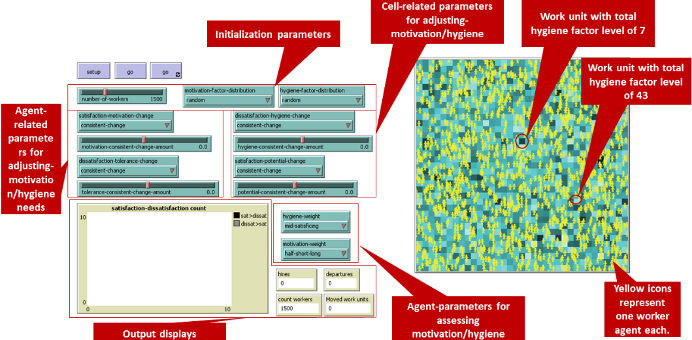 Cell-related parameters
for adjusting-
motivation/hygiene
Work unit with total
hygiene factor level of 7
Initialization parameters
Work unit with total
hygiene factor level
of 43
setup
go
go
number-of-workers 1500
motivation-factor-distribution
random
hygiene-factor-distribution
random
Agent-
related
paramete
rs for
adjusting-
motivatio
n/hygiene
needs
satisfaction-motivation-change
consistent-change
dissatisfaction-hygiene-change
consistent-change
motivation-consistent-change-amount 0.0
hygiene-consistent-change-amount 0.0
dissatisfaction-tolerance-change
consistent-change
satisfaction-potential-change
consistent-change
tolerance-consistent-change-amount 0.0
potential-consistent-change-amount 0.0
satisfaction-dissatisfaction count
10
0
0
10
sat>dissat
dissat>sat
hygiene-weight
mid-satisficing
motivation-weight
half-short-long
hires
0
departures
0
count workers
1500
Moved work units
0
Output displays
Agent-parameters for
assessing
motivation/hygiene
Yellow icons
represent
one worker
agent each.